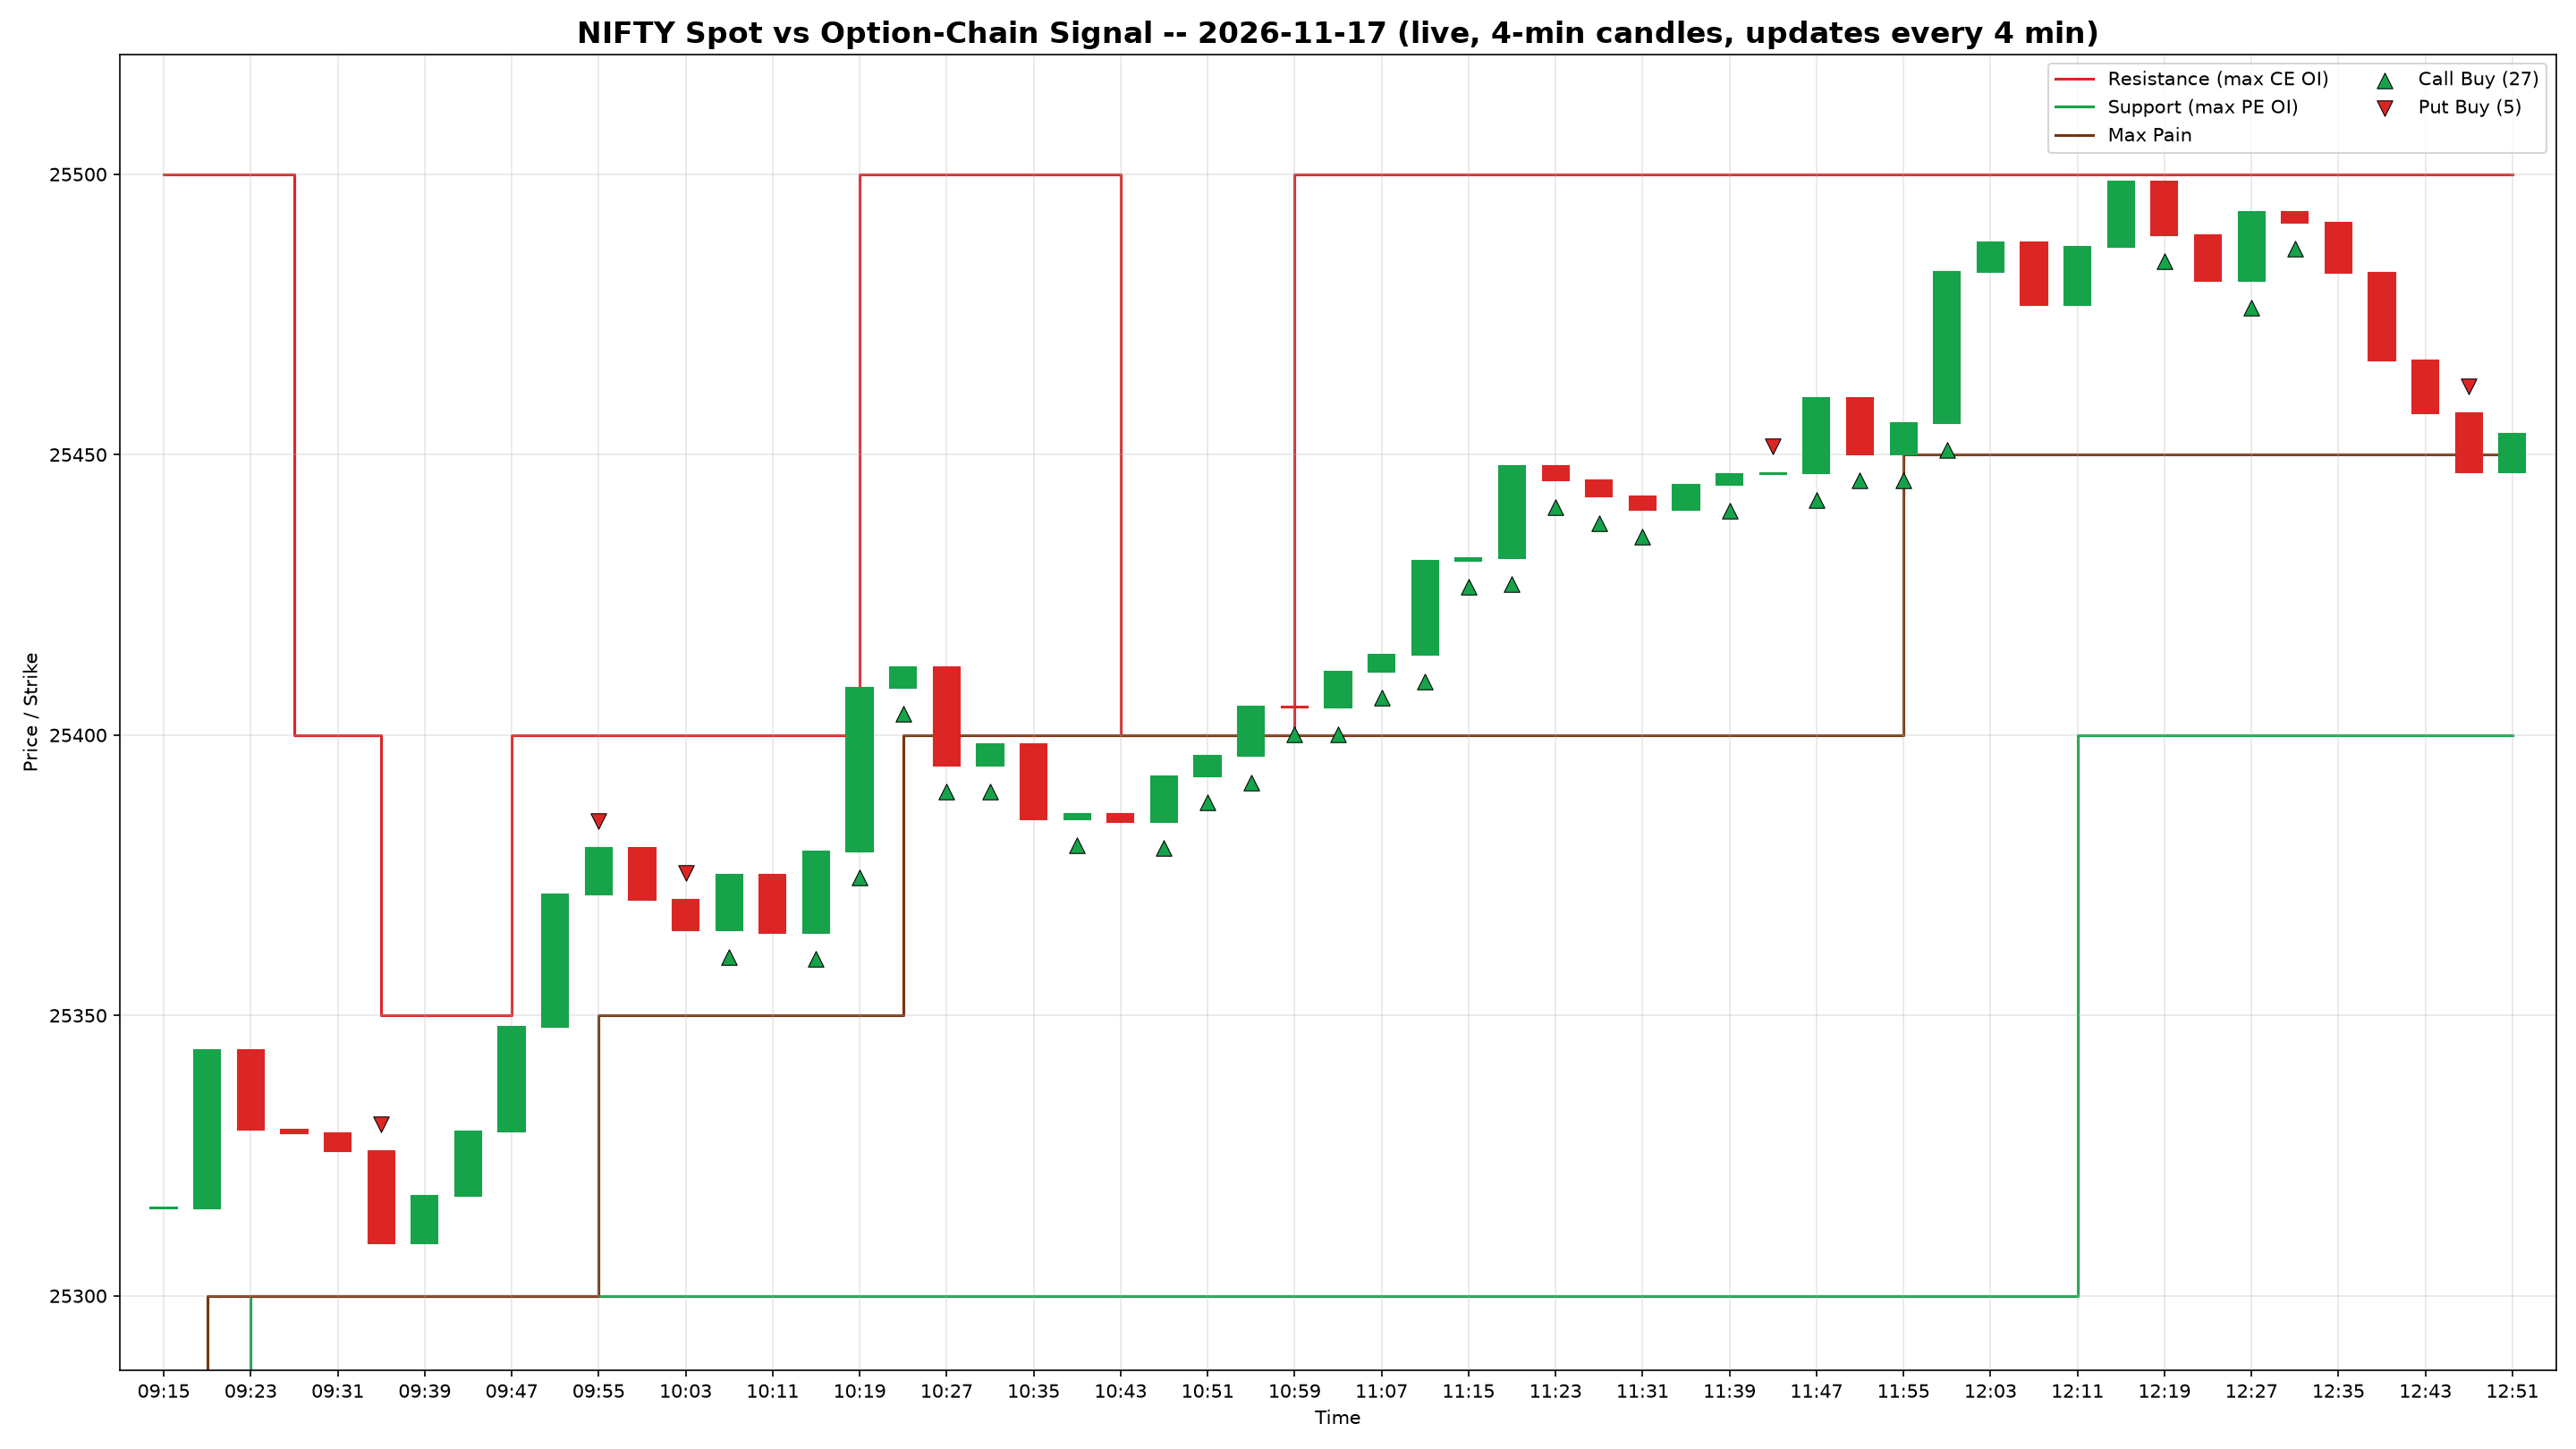 NIFTY Spot vs Option-Chain Signal -- 2026-11-17 (live, 4-min candles, updates every 4 min)
Resistance (max CE OI)
Support (max PE OI)
Max Pain
Call Buy (27)
Put Buy (5)
Price / Strike
25500
25450
25400
25350
25300
09:15 09:23 09:31 09:39 09:47 09:55 10:03 10:11 10:19 10:27 10:35 10:43 10:51 10:59 11:07 11:15 11:23 11:31 11:39 11:47 11:55 12:03 12:11 12:19 12:27 12:35 12:43 12:51
Time